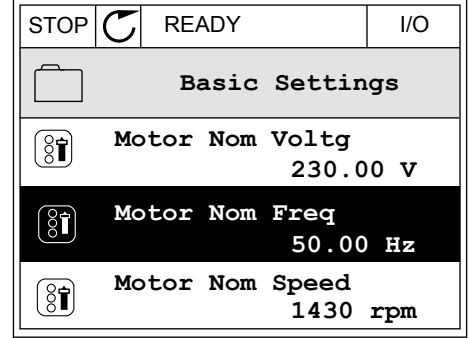 STOP READY I/O
Basic Settings
Motor Nom Voltg
230.00 V
Motor Nom Freq
50.00 Hz
Motor Nom Speed
1430 rpm